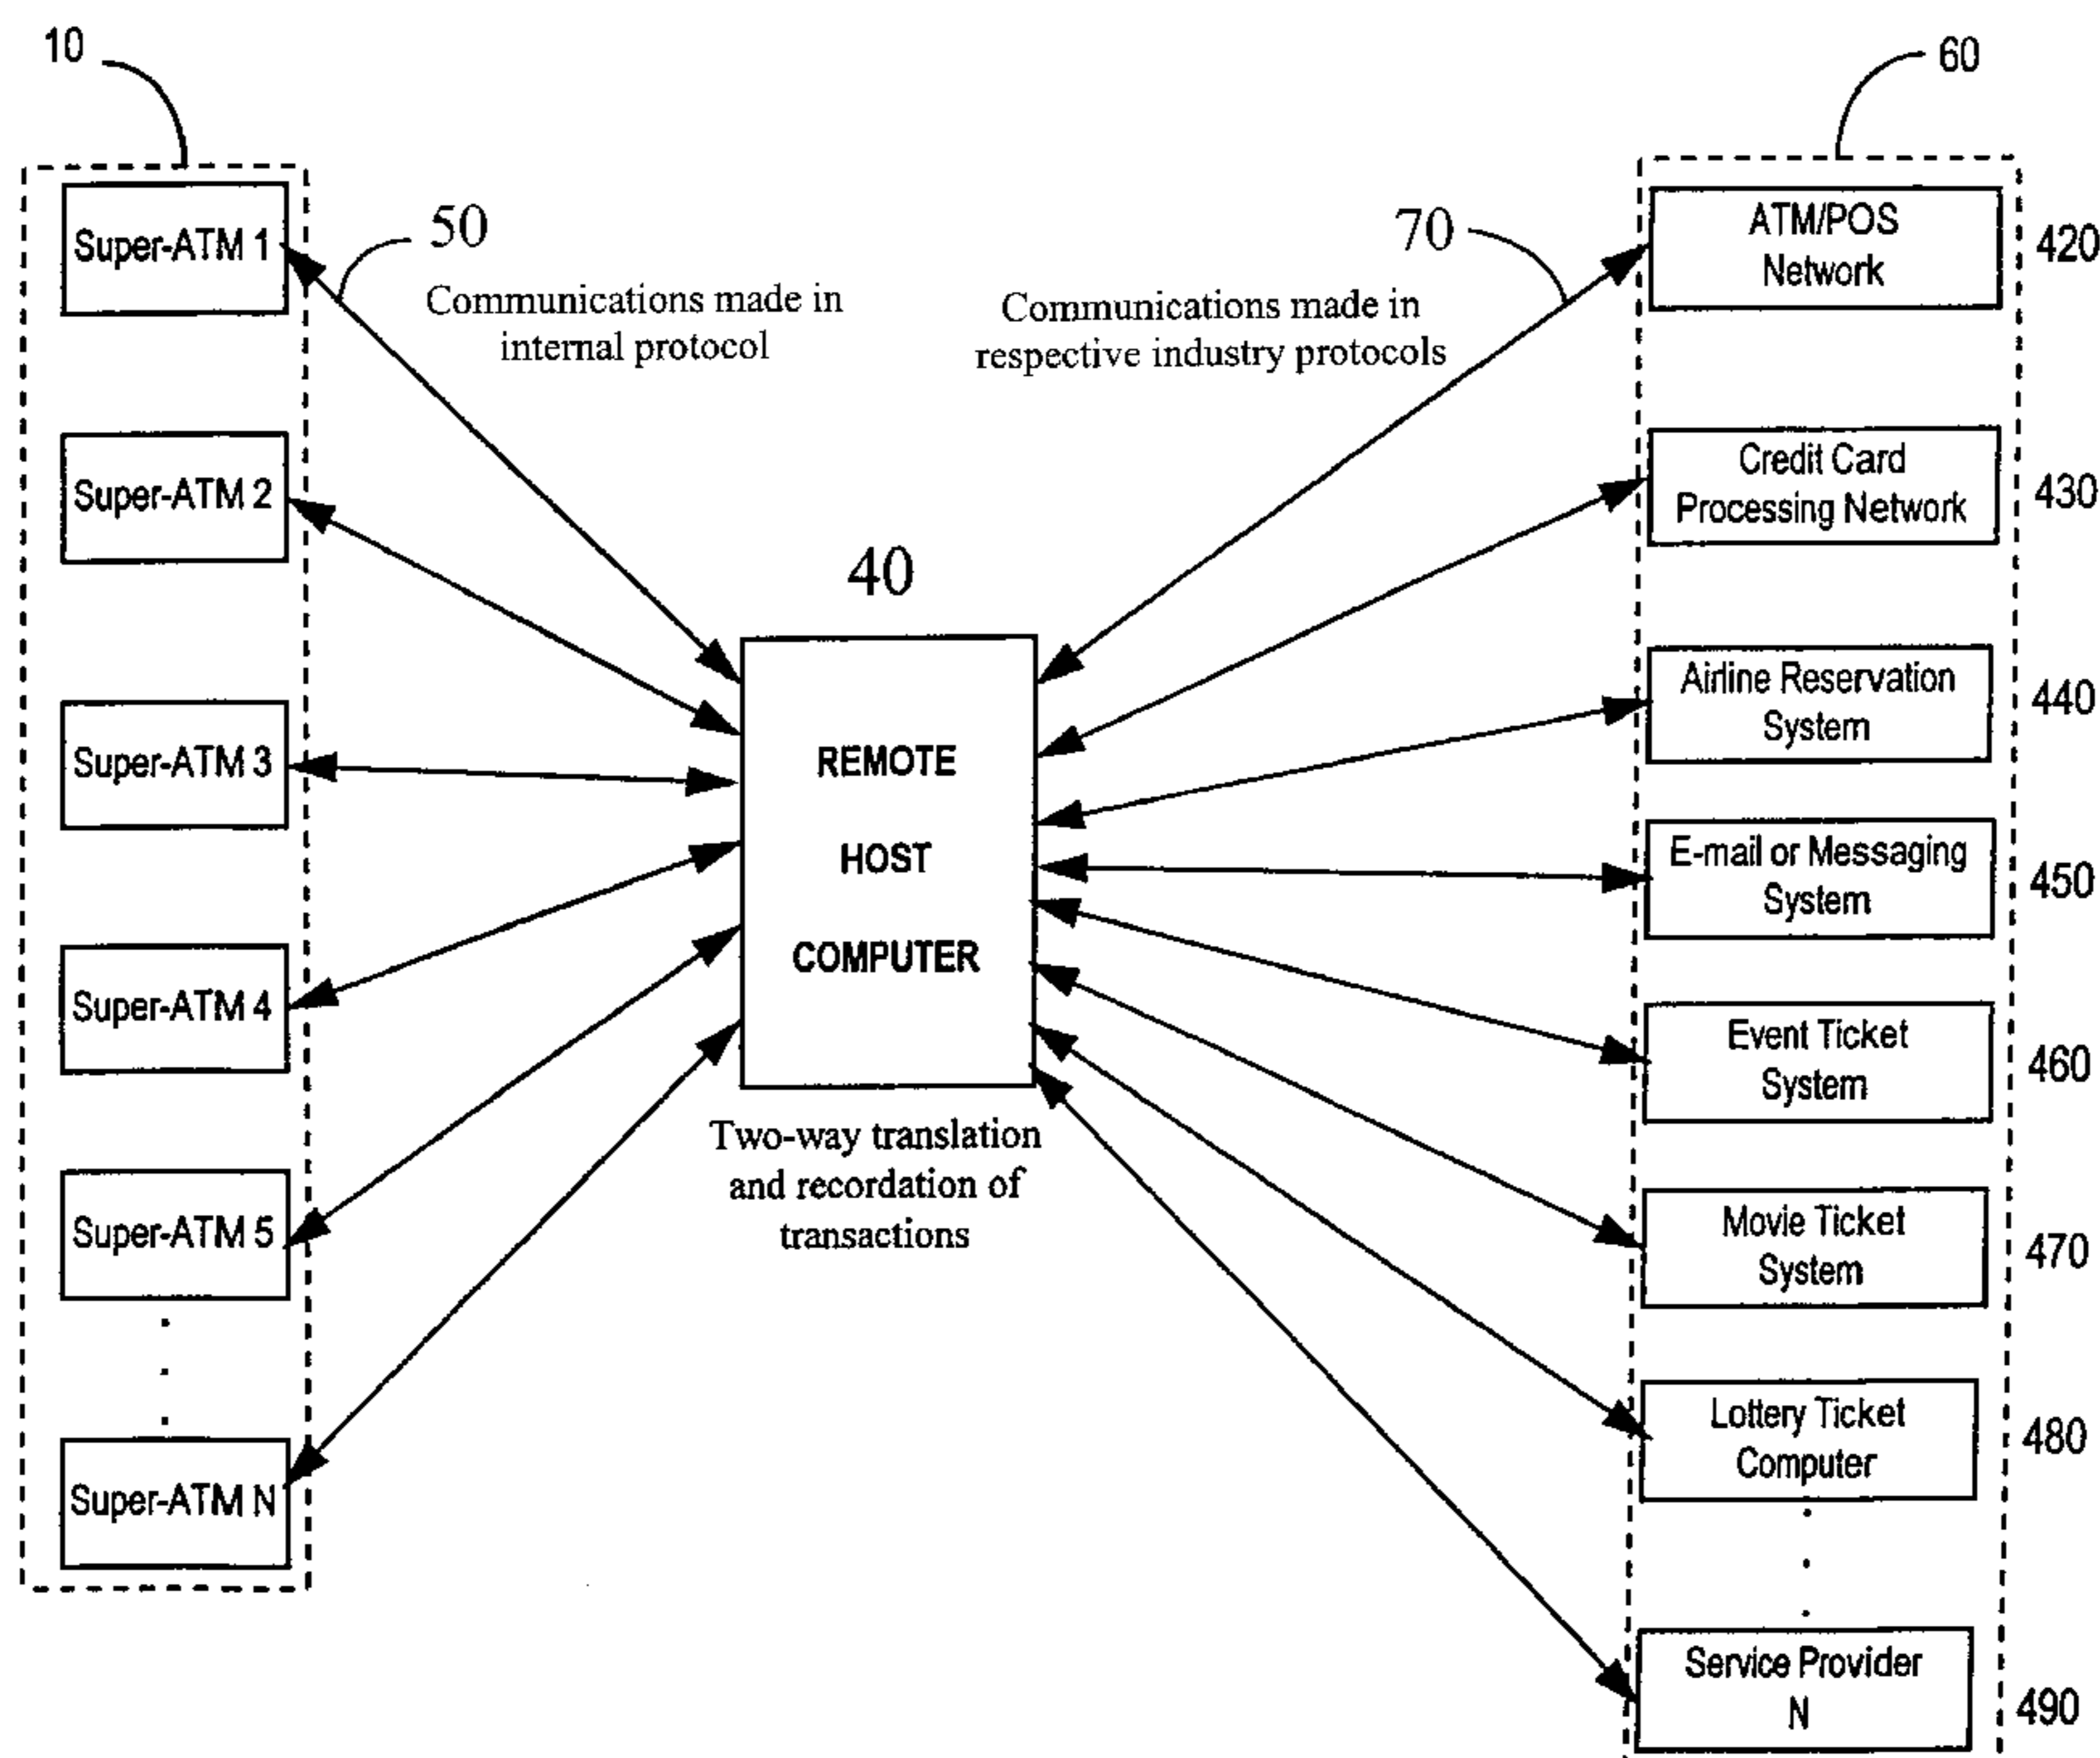 10
60
Super-ATM 1
50
Communications made in
internal protocol
70
Communications made in
respective industry protocols
ATM/POS
Network
420
Super-ATM 2
Credit Card
Processing Network
430
40
Super-ATM 3
REMOTE
HOST
COMPUTER
Airline Reservation
System
440
E-mail or Messaging
System
450
Super-ATM 4
Event Ticket
System
460
Two-way translation
and recordation of
transactions
Super-ATM 5
Movie Ticket
System
470
Lottery Ticket
Computer
480
Super-ATM N
Service Provider
N
490